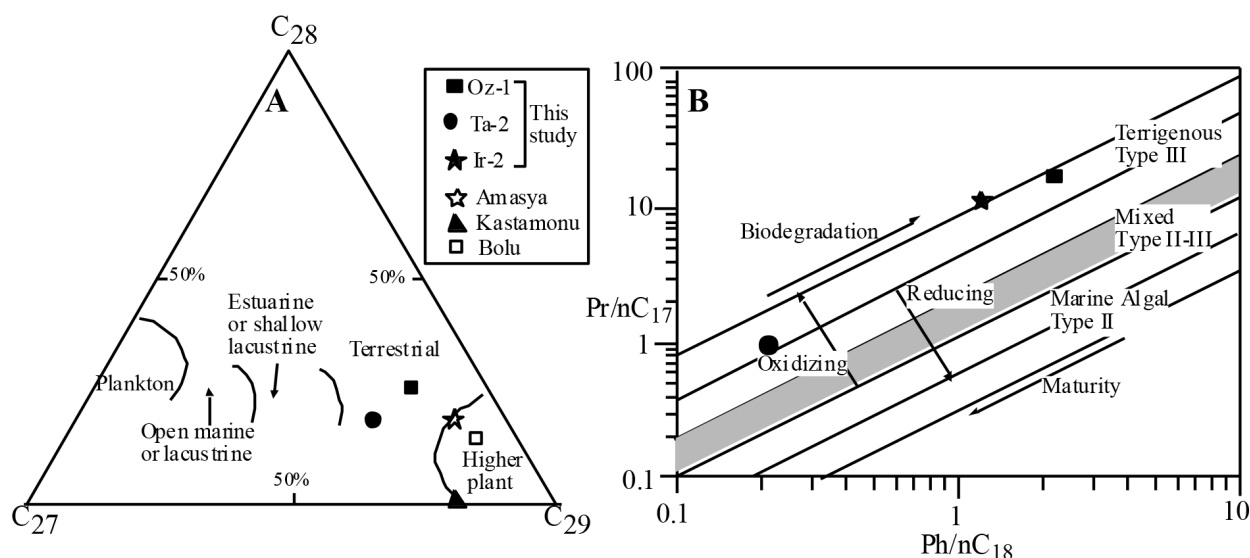 C28
A
Oz-1
Ta-2
Ir-2
This
study
Amasya
Kastamonu
Bolu
50%
50%
Estuarine
or shallow
lacustrine
Terrestrial
Plankton
Open marine
or lacustrine
Higher
plant
50%
C27
C29
B
100
10
1
0.1
Pr/nC17
Terrigenous
Type III
Mixed
Type II-III
Biodegradation
Reducing
Marine Algal
Type II
Oxidizing
Maturity
0.1
1
10
Ph/nC18